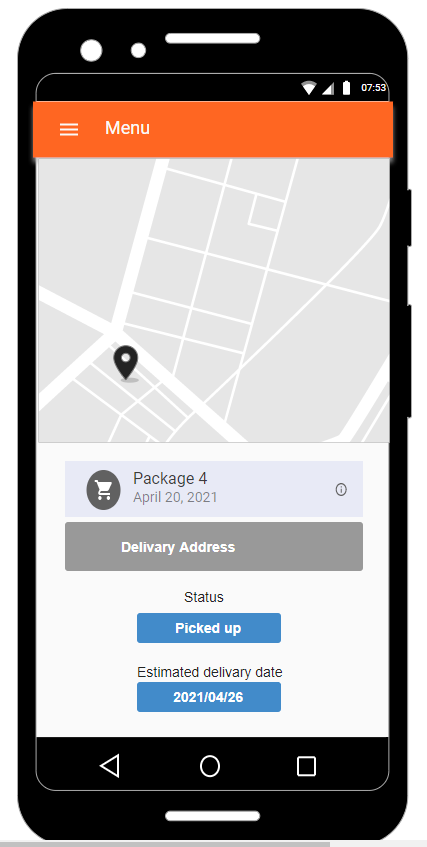 07:53
Menu
Package 4
April 20, 2021
Delivary Address
Status
Picked up
Estimated delivary date
2021/04/26